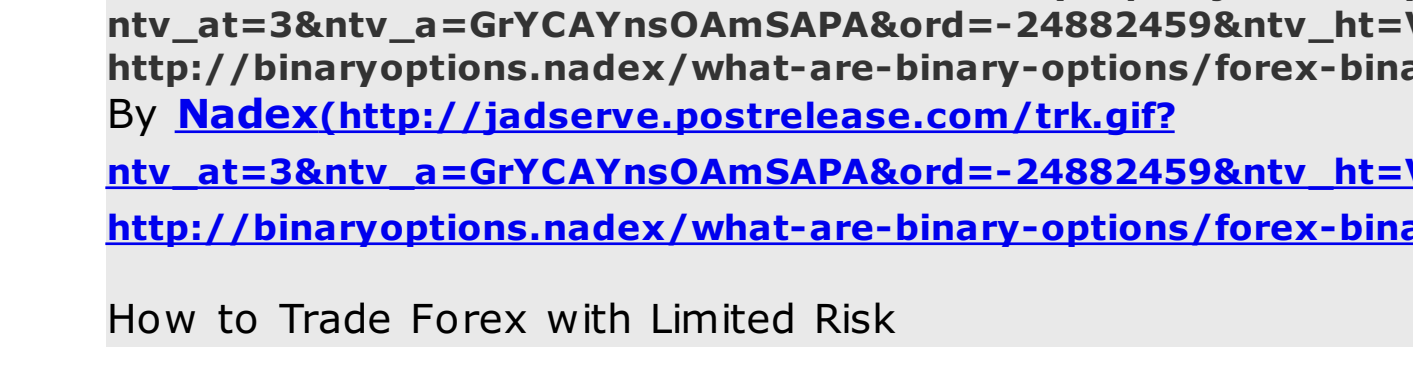 ntv_at=3&ntv_a=GrYCAYnsOAmSAPA&ord=-24882459&ntv_ht=
http://binaryoptions.nadex/what-are-binary-options/forex-bina
By Nadex(http://jadserve.postrelease.com/trk.gif?
ntv_at=3&ntv_a=GrYCAYnsOAmSAPA&ord=-24882459&ntv_ht=
http://binaryoptions.nadex/what-are-binary-options/forex-bina
How to Trade Forex with Limited Risk